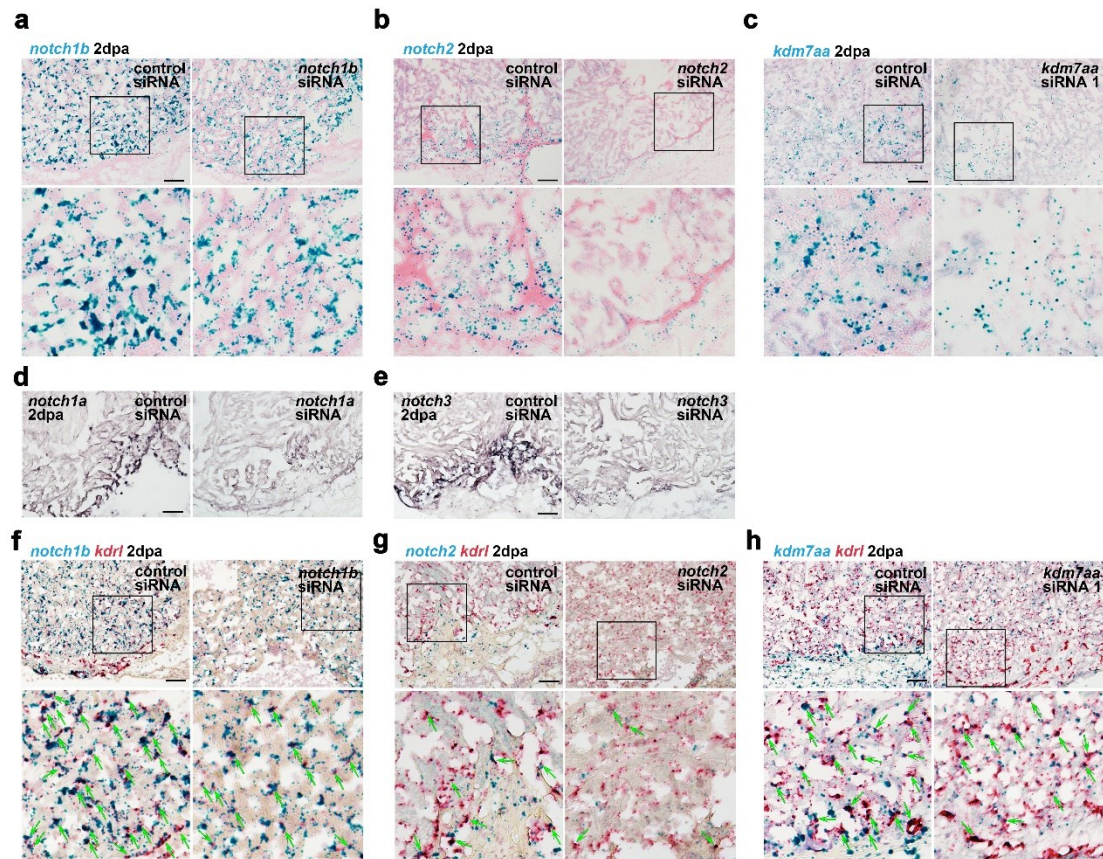 a
notch1b 2dpa
control
siRNA
notch1b
siRNA
b
notch2 2dpa
control
siRNA
notch2
siRNA
c
kdm7aa 2dpa
control
siRNA
kdm7aa
siRNA 1
d
notch1a
2dpa
control
siRNA
notch1a
siRNA
e
notch3
2dpa
control
siRNA
notch3
siRNA
f
notch1b kdrl 2dpa
control
siRNA
notch1b
siRNA
g
notch2 kdrl 2dpa
control
siRNA
notch2
siRNA
h
kdm7aa kdrl 2dpa
control
siRNA
kdm7aa
siRNA 1